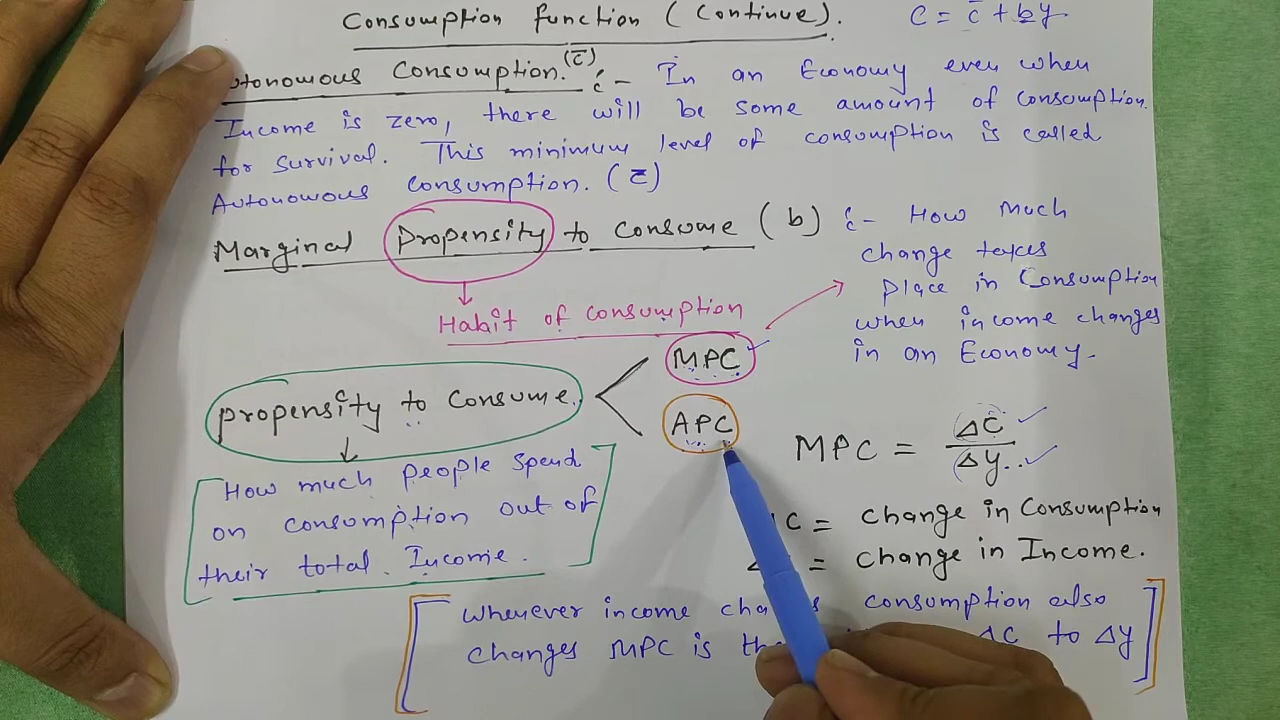 Consumption function (Continue).
C = c̄ + by
Consumption. (c̄) :- In an Economy even when
Income is zero, there will be some amount of consumption.
for survival. This minimum level of consumption is called
Autonomous consumption. (c̄)
Marginal Propensity to consume (b) :- How Much
change takes
place in Consumption
when income changes
in an Economy.
Habit of consumption
MPC
Propensity to Consume.
APC
MPC = ΔC / Δy
How much people spend
on consumption out of
their total Income.
C = change in Consumption
= change in Income.
Whenever income consumption also
changes MPC is ΔC to Δy